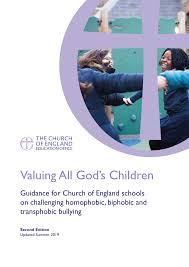 THE CHURCH
OF ENGLAND
EDUCATION OFFICE
Valuing All God's Children
Guidance for Church of England schools
on challenging homophobic, biphobic and
transphobic bullying
Second Edition
Updated Summer 2019